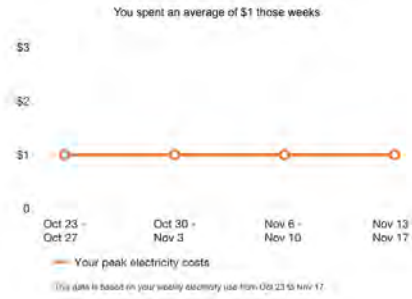 You spent an average of $1 those weeks
$3
$2
$1
0
Oct 23 -
Oct 27
Oct 30 -
Nov 3
Nov 6 -
Nov 10
Nov 13
Nov 17
Your peak electricity costs
This data is based on your weekly electricity use from Oct 23 to Nov 17